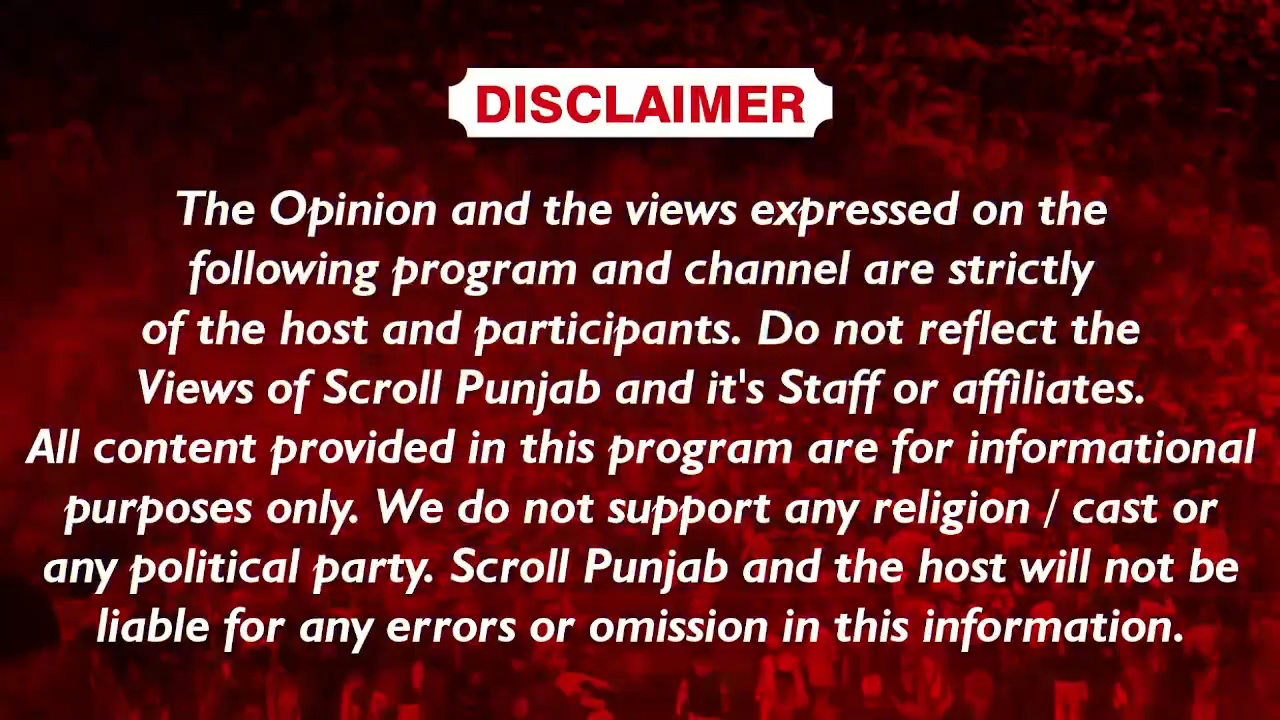 DISCLAIMER
The Opinion and the views expressed on the
following program and channel are strictly
of the host and participants. Do not reflect the
Views of Scroll Punjab and it's Staff or affiliates.
All content provided in this program are for informational
purposes only. We do not support any religion / cast or
any political party. Scroll Punjab and the host will not be
liable for any errors or omission in this information.